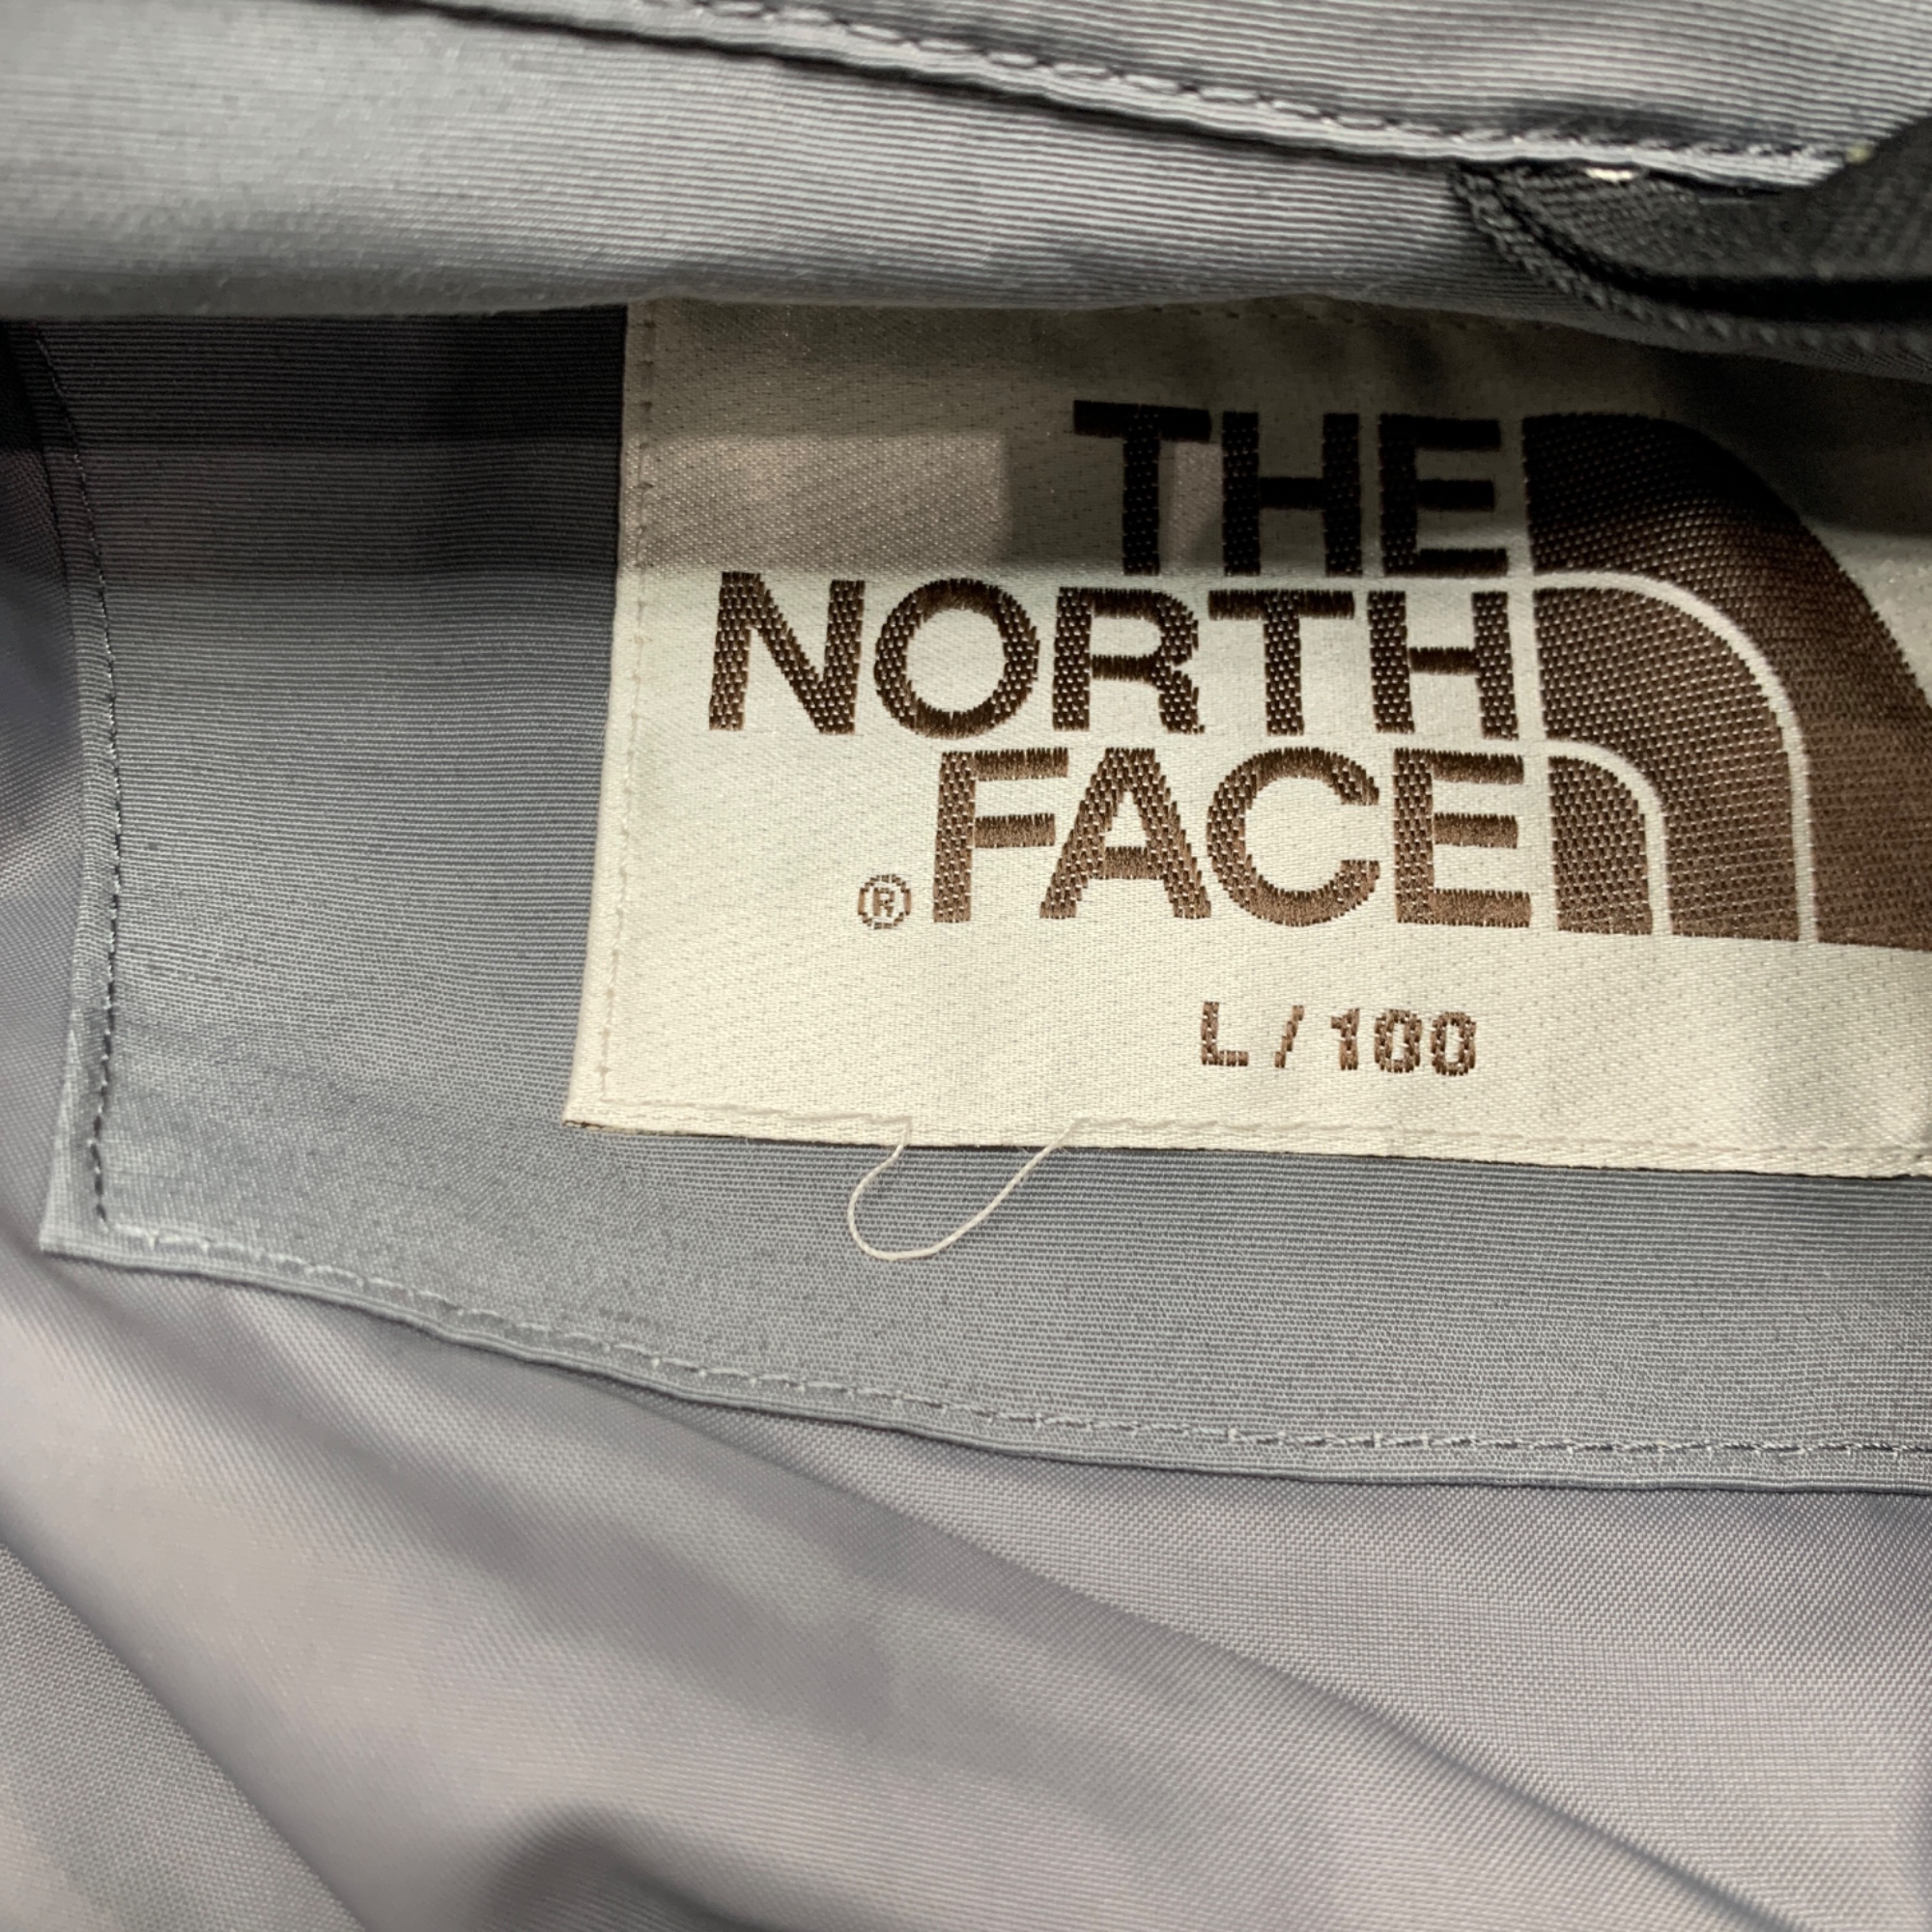 THE
NORTH
® FACE
L / 100